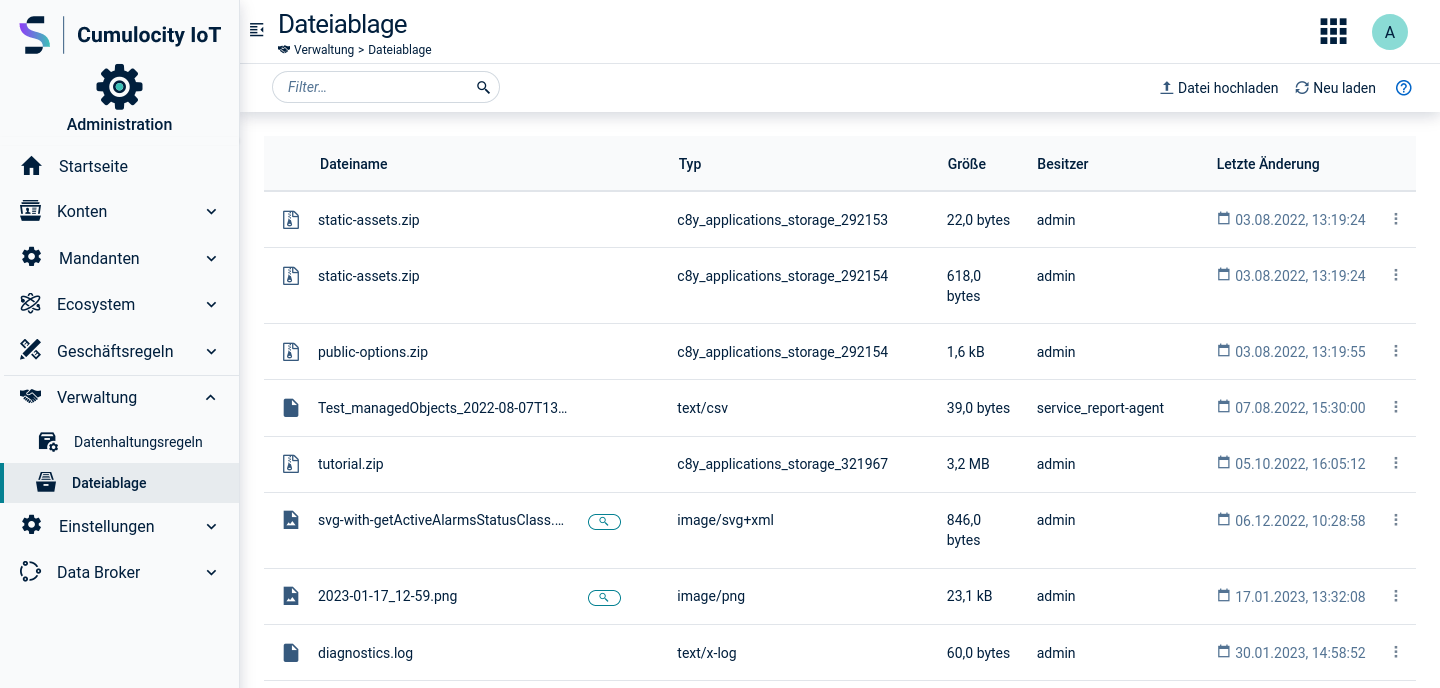 Cumulocity IoT
Administration
Startseite
Konten
Mandanten
Ecosystem
Geschäftsregeln
Verwaltung
Datenhaltungsregeln
Dateiablage
Einstellungen
Data Broker
Dateiablage
Verwaltung > Dateiablage
A
Filter...
Datei hochladen Neu laden
Dateiname Typ Größe Besitzer Letzte Änderung
static-assets.zip c8y_applications_storage_292153 22,0 bytes admin 03.08.2022, 13:19:24
static-assets.zip c8y_applications_storage_292154 618,0 admin 03.08.2022, 13:19:24
bytes
public-options.zip c8y_applications_storage_292154 1,6 kB admin 03.08.2022, 13:19:55
Test_managedObjects_2022-08-07T13... text/csv 39,0 bytes service_report-agent 07.08.2022, 15:30:00
tutorial.zip c8y_applications_storage_321967 3,2 MB admin 05.10.2022, 16:05:12
svg-with-getActiveAlarmsStatusClass.... image/svg+xml 846,0 admin 06.12.2022, 10:28:58
bytes
2023-01-17_12-59.png image/png 23,1 kB admin 17.01.2023, 13:32:08
diagnostics.log text/x-log 60,0 bytes admin 30.01.2023, 14:58:52